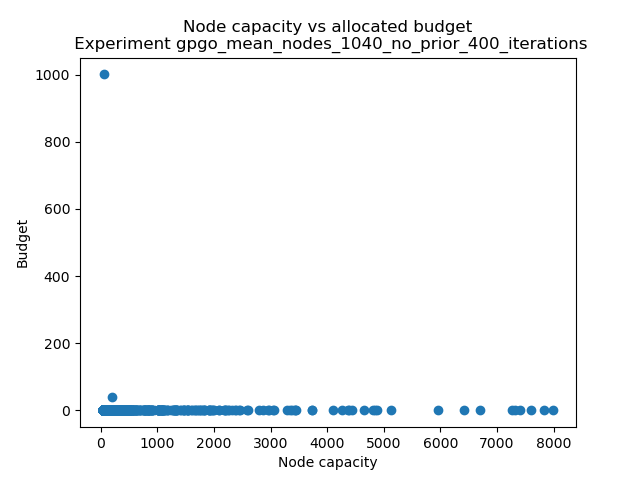 Node capacity vs allocated budget
Experiment gpgo_mean_nodes_1040_no_prior_400_iterations
1000
800
600
400
200
0
Budget
0 1000 2000 3000 4000 5000 6000 7000 8000
Node capacity